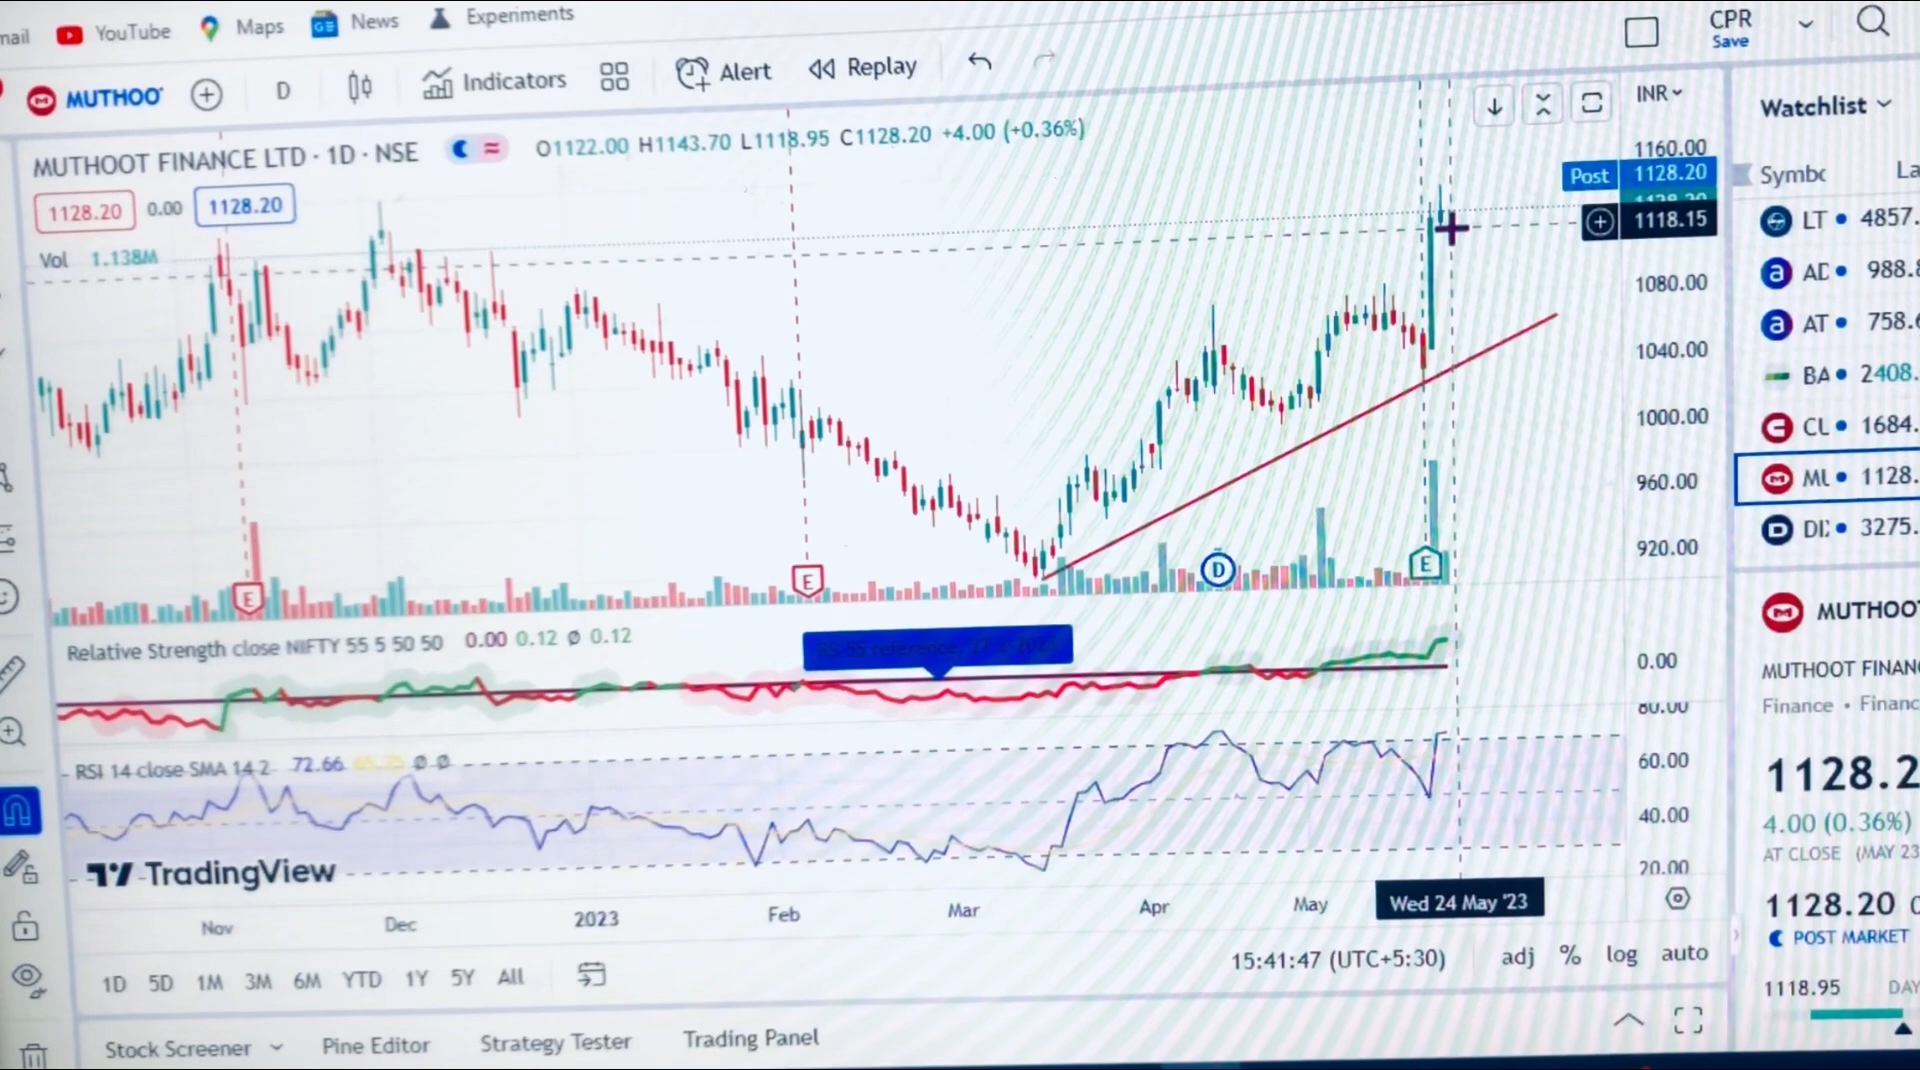 mail YouTube Maps News Experiments
CPR
Save
MUTHOO D Indicators Alert Replay
INR
Watchlist
MUTHOOT FINANCE LTD · 1D · NSE O1122.00 H1143.70 L1118.95 C1128.20 +4.00 (+0.36%)
1128.20 0.00 1128.20
Vol 1.138M
1160.00
Post 1128.20
1118.15
1080.00
1040.00
1000.00
960.00
920.00
E
E
D
E
Relative Strength close NIFTY 55 5 50 50 0.00 0.12 Ø 0.12
0.00
80.00
RSI 14 close SMA 14 2 72.66 Ø Ø
60.00
40.00
20.00
TradingView
Nov Dec 2023 Feb Mar Apr May Wed 24 May '23
1D 5D 1M 3M 6M YTD 1Y 5Y All
15:41:47 (UTC+5:30) adj % log auto
Stock Screener Pine Editor Strategy Tester Trading Panel
LT 4857.
AD 988.8
AT 758.6
BA 2408.
CL 1684.
MU 1128.
3275.
MUTHOOT
MUTHOOT FINAN
Finance • Financ
1128.2
4.00 (0.36%)
AT CLOSE (MAY 23
1128.20
POST MARKET
1118.95 DAY